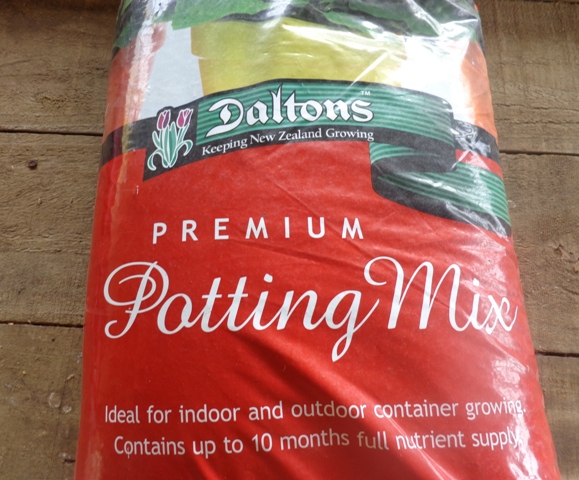 Daltons™
Keeping New Zealand Growing
PREMIUM
Potting Mix
Ideal for indoor and outdoor container growing.
Contains up to 10 months full nutrient supply.